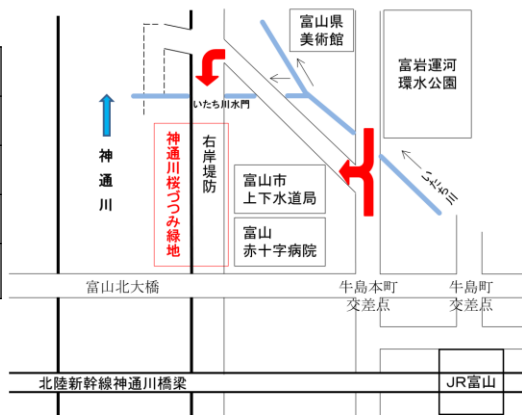 富山県
美術館
富岩運河
環水公園
いたち川水門
神通川
神通川桜づつみ緑地
右岸堤防
いたち川
富山市
上下水道局
富山
赤十字病院
富山北大橋
牛島本町
交差点
牛島町
交差点
北陸新幹線神通川橋梁
JR富山